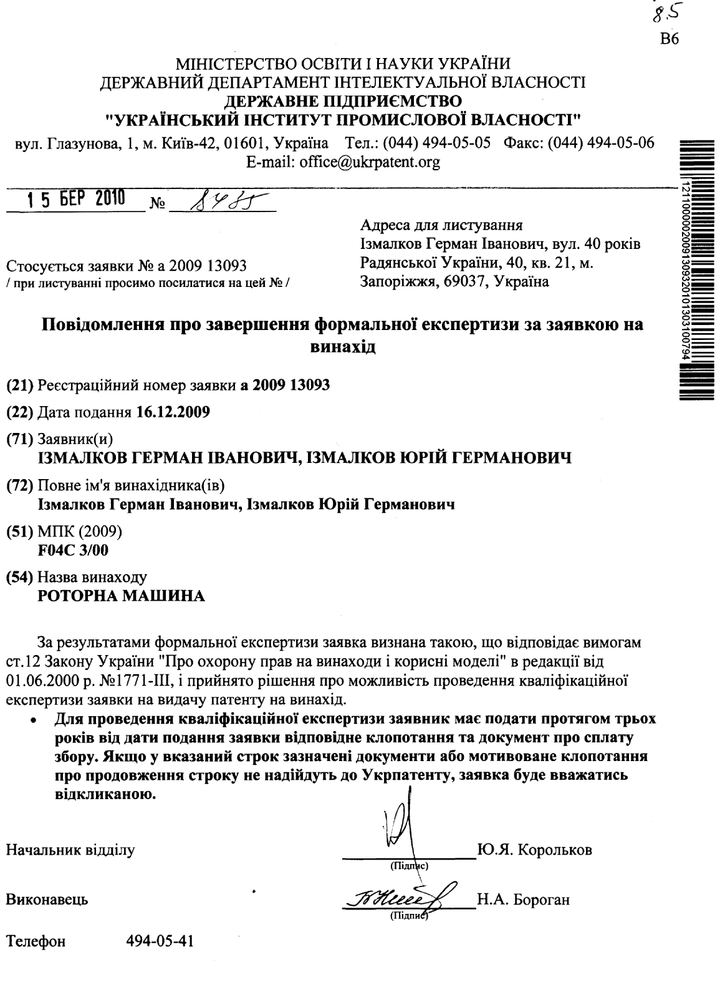 8.5
В6
МІНІСТЕРСТВО ОСВІТИ І НАУКИ УКРАЇНИ
ДЕРЖАВНИЙ ДЕПАРТАМЕНТ ІНТЕЛЕКТУАЛЬНОЇ ВЛАСНОСТІ
ДЕРЖАВНЕ ПІДПРИЄМСТВО
"УКРАЇНСЬКИЙ ІНСТИТУТ ПРОМИСЛОВОЇ ВЛАСНОСТІ"
вул. Глазунова, 1, м. Київ-42, 01601, Україна Тел.: (044) 494-05-05 Факс: (044) 494-05-06
E-mail: office@ukrpatent.org
15 БЕР 2010 №
Адреса для листування
Ізмалков Герман Іванович, вул. 40 років
Радянської України, 40, кв. 21, м.
Запоріжжя, 69037, Україна
Стосується заявки № а 2009 13093
/ при листуванні просимо посилатися на цей № /
Повідомлення про завершення формальної експертизи за заявкою на
винахід
(21) Реєстраційний номер заявки а 2009 13093
(22) Дата подання 16.12.2009
(71) Заявник(и)
ІЗМАЛКОВ ГЕРМАН ІВАНОВИЧ, ІЗМАЛКОВ ЮРІЙ ГЕРМАНОВИЧ
(72) Повне ім'я винахідника(ів)
Ізмалков Герман Іванович, Ізмалков Юрій Германович
(51) МПК (2009)
F04C 3/00
(54) Назва винаходу
РОТОРНА МАШИНА
За результатами формальної експертизи заявка визнана такою, що відповідає вимогам
ст.12 Закону України "Про охорону прав на винаходи і корисні моделі" в редакції від
01.06.2000 р. №1771-III, і прийнято рішення про можливість проведення кваліфікаційної
експертизи заявки на видачу патенту на винахід.
• Для проведення кваліфікаційної експертизи заявник має подати протягом трьох
років від дати подання заявки відповідне клопотання та документ про сплату
збору. Якщо у вказаний строк зазначені документи або мотивоване клопотання
про продовження строку не надійдуть до Укрпатенту, заявка буде вважатись
відкликаною.
Начальник відділу Ю.Я. Корольков
(Підпис)
Виконавець Н.А. Бороган
(Підпис)
Телефон 494-05-41